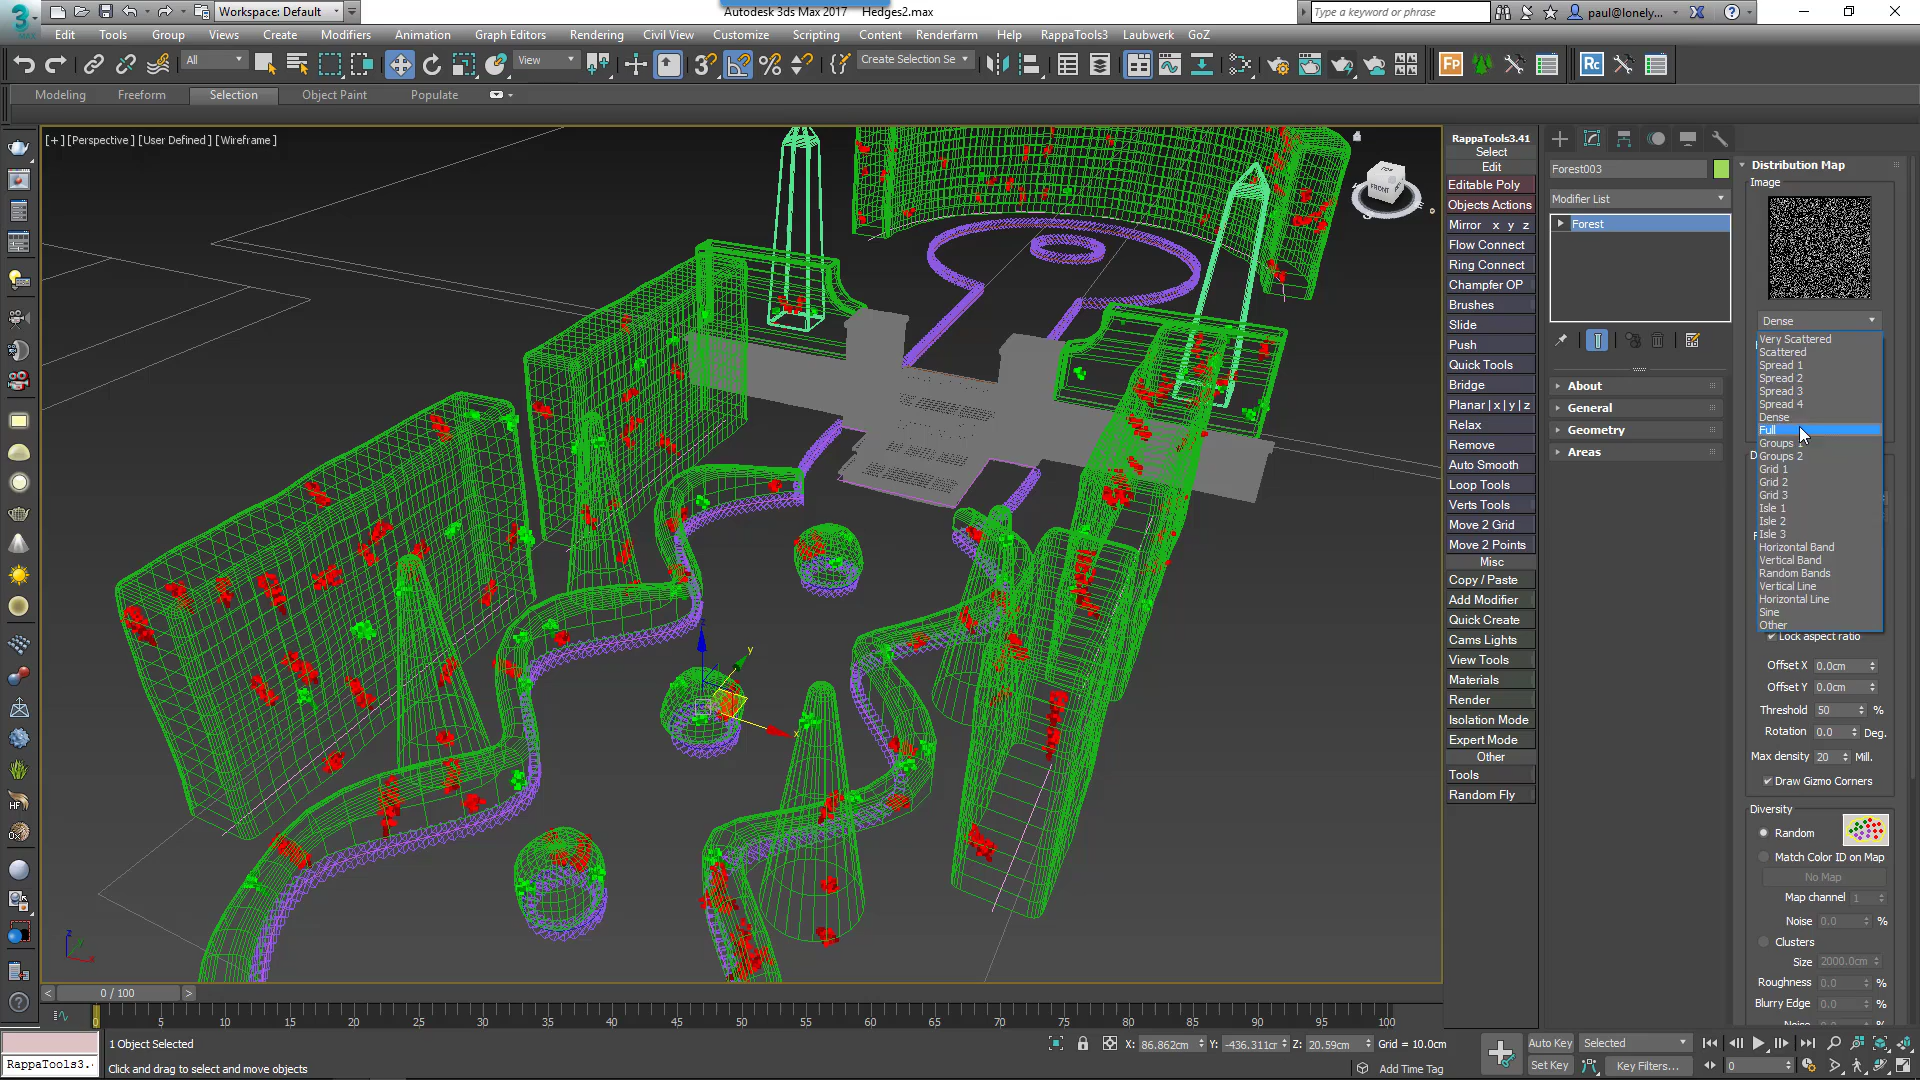 Workspace: Default
Autodesk 3ds Max 2017    Hedges2.max
Type a keyword or phrase
paul@lonely...
MAX
Edit Tools Group Views Create Modifiers Animation Graph Editors Rendering Civil View Customize Scripting Content Renderfarm Help RappaTools3 Laubwerk GoZ
All
View
Create Selection Se
Fp
Rc
Modeling Freeform Selection Object Paint Populate
[+] [Perspective] [User Defined] [Wireframe]
FRONT
RappaTools3.41
Select
Edit
Editable Poly
Objects Actions
Mirror x y z
Flow Connect
Ring Connect
Champfer OP
Brushes
Slide
Push
Quick Tools
Bridge
Planar | x | y | z
Relax
Remove
Auto Smooth
Loop Tools
Verts Tools
Move 2 Grid
Move 2 Points
Misc
Copy / Paste
Add Modifier
Quick Create
Cams Lights
View Tools
Materials
Render
Isolation Mode
Expert Mode
Other
Tools
Random Fly
Forest003
Modifier List
Forest
About
General
Geometry
Areas
Distribution Map
Image
Dense
Very Scattered
Scattered
Spread 1
Spread 2
Spread 3
Spread 4
Dense
Full
Groups
Groups 2
Grid 1
Grid 2
Grid 3
Isle 1
Isle 2
Isle 3
Horizontal Band
Vertical Band
Random Bands
Vertical Line
Horizontal Line
Sine
Other
Lock aspect ratio
Offset X 0.0cm
Offset Y 0.0cm
Threshold 50 %
Rotation 0.0 Deg.
Max density 20 Mill.
Draw Gizmo Corners
Diversity
Random
Match Color ID on Map
No Map
Map channel 1
Noise 0.0 %
Clusters
Size 2000.0cm
Roughness 0.0 %
Blurry Edge 0.0 %
HF
z
y
x
0 / 100
0 5 10 15 20 25 30 35 40 45 50 55 60 65 70 75 80 85 90 95 100
1 Object Selected
X: 86.862cm Y: -436.311cm Z: 20.59cm Grid = 10.0cm
Auto Key Selected
RappaTools3.
Click and drag to select and move objects
Add Time Tag
Set Key Key Filters...
0